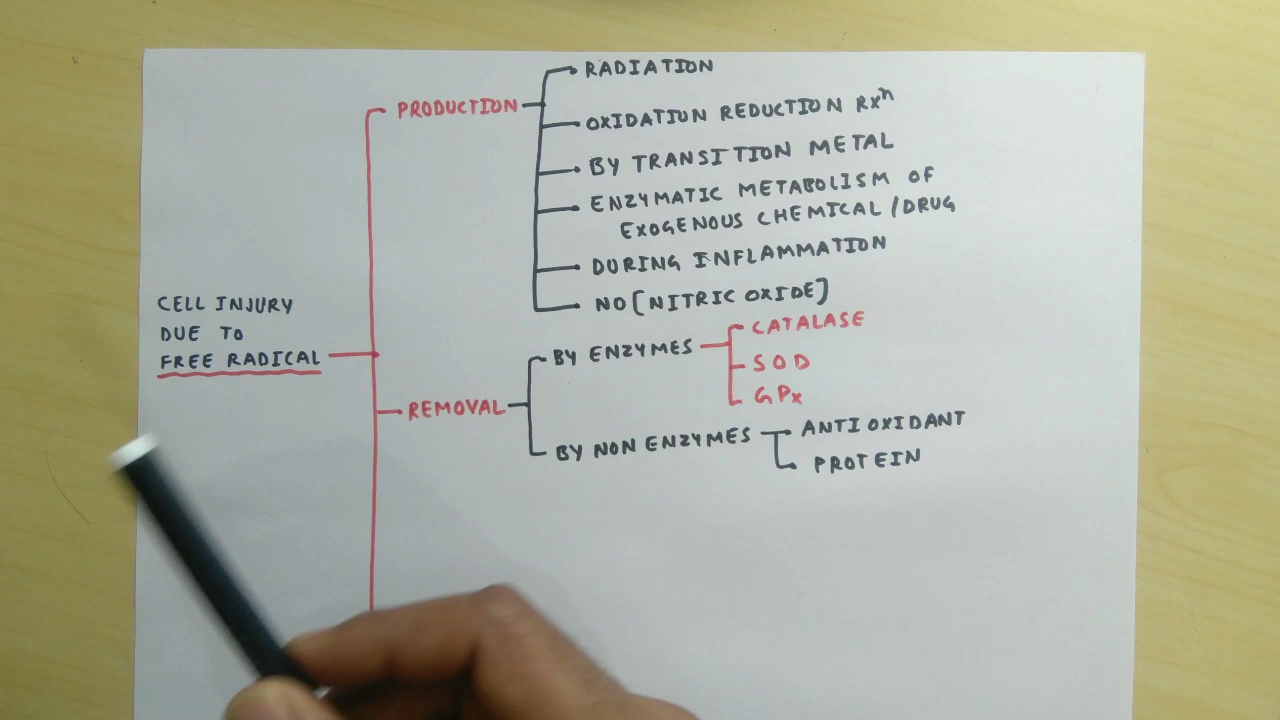 CELL INJURY
DUE TO
FREE RADICAL
PRODUCTION
RADIATION
OXIDATION REDUCTION RXⁿ
BY TRANSITION METAL
ENZYMATIC METABOLISM OF
EXOGENOUS CHEMICAL/DRUG
DURING INFLAMMATION
NO [NITRIC OXIDE]
REMOVAL
BY ENZYMES
CATALASE
SOD
GPx
BY NON ENZYMES
ANTIOXIDANT
PROTEIN